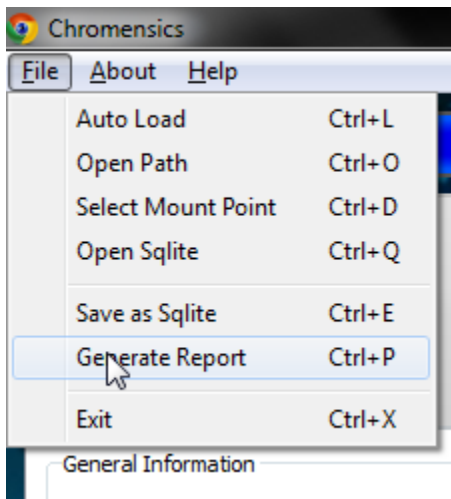 Chromensics
File About Help
Auto Load Ctrl+L
Open Path Ctrl+O
Select Mount Point Ctrl+D
Open Sqlite Ctrl+Q
Save as Sqlite Ctrl+E
Generate Report Ctrl+P
Exit Ctrl+X
General Information